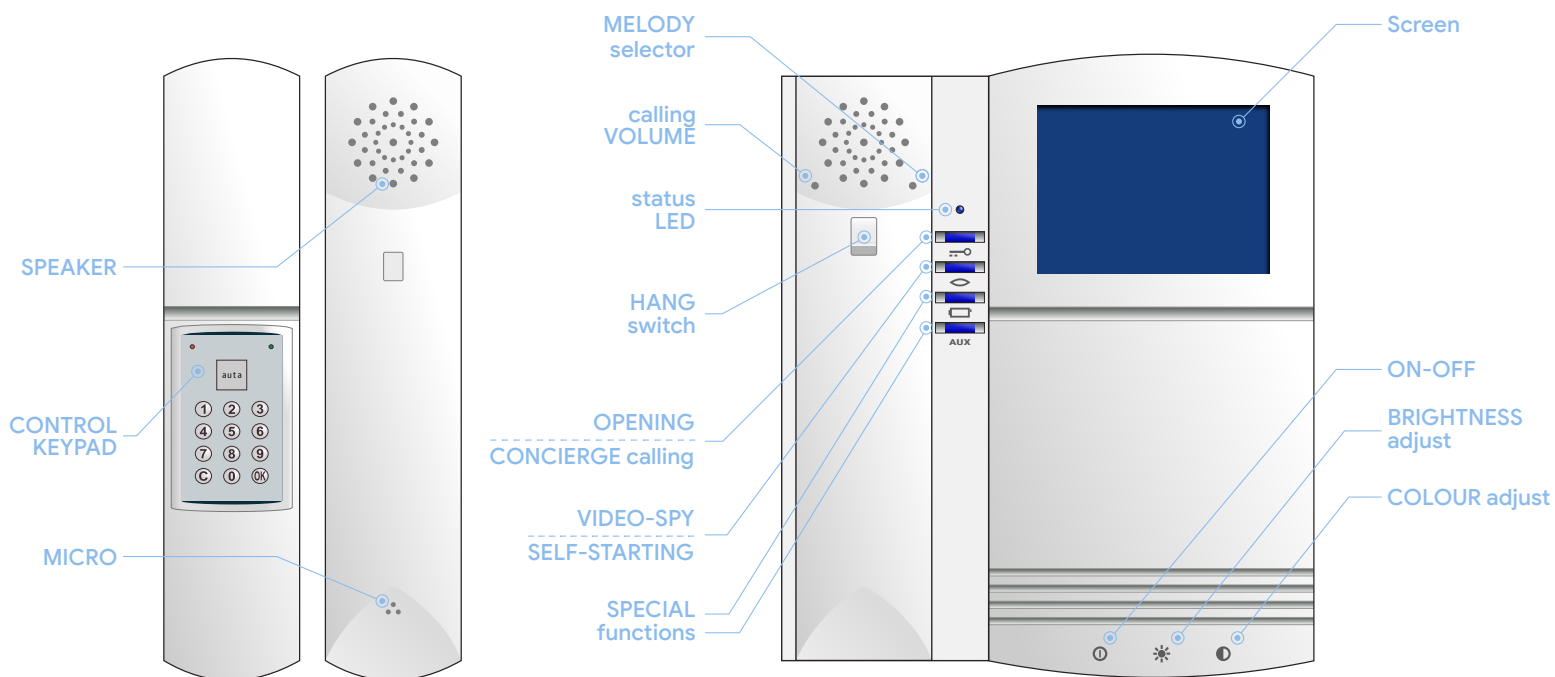 MELODY
selector
calling
VOLUME
status
LED
SPEAKER
HANG
switch
CONTROL
KEYPAD
auta
1 2 3
4 5 6
7 8 9
C 0 OK
MICRO
OPENING
CONCIERGE calling
VIDEO-SPY
SELF-STARTING
SPECIAL
functions
AUX
Screen
ON-OFF
BRIGHTNESS
adjust
COLOUR adjust